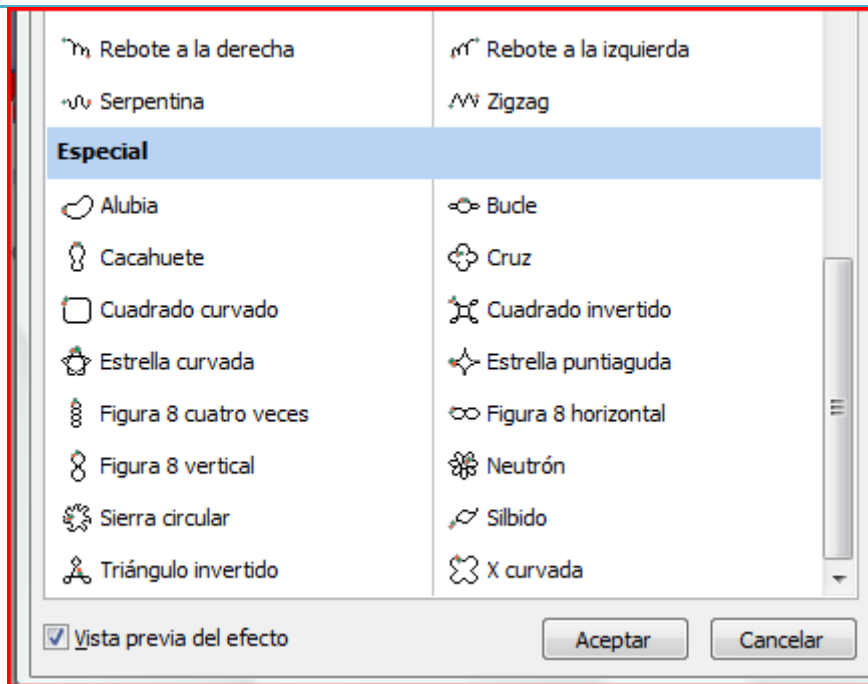 Rebote a la derecha Rebote a la izquierda
Serpentina Zigzag
Especial
Alubia Bucle
Cacahuete Cruz
Cuadrado curvado Cuadrado invertido
Estrella curvada Estrella puntiaguda
Figura 8 cuatro veces Figura 8 horizontal
Figura 8 vertical Neutrón
Sierra circular Silbido
Triángulo invertido X curvada
Vista previa del efecto Aceptar Cancelar